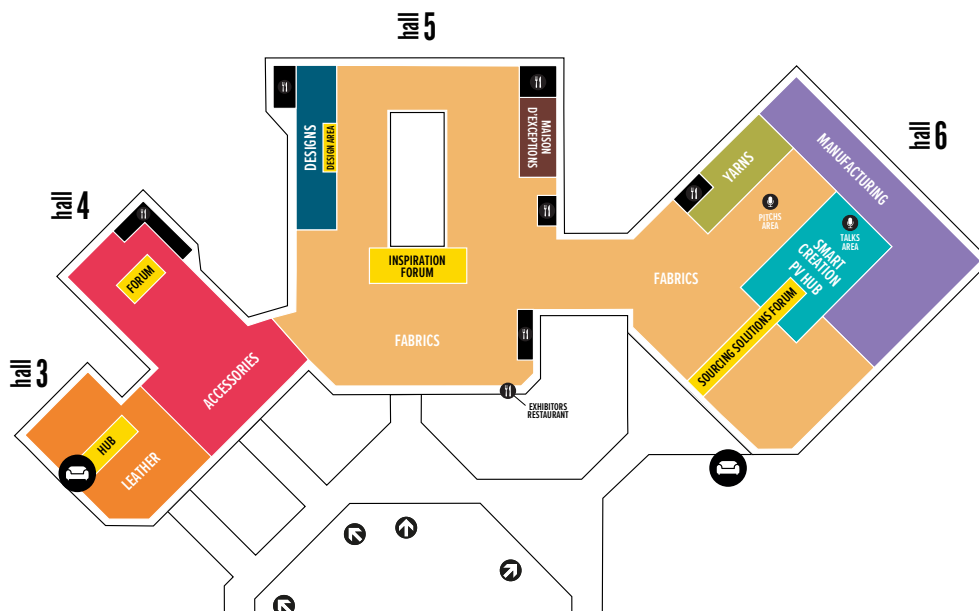 hall 5
hall 6
hall 4
hall 3
DESIGNS
DESIGN AREA
MAISON
D'EXCEPTIONS
INSPIRATION
FORUM
FABRICS
EXHIBITORS
RESTAURANT
YARNS
MANUFACTURING
PITCHS
AREA
TALKS
AREA
SMART
CREATION
PV HUB
FABRICS
SOURCING SOLUTIONS FORUM
FORUM
ACCESSORIES
HUB
LEATHER